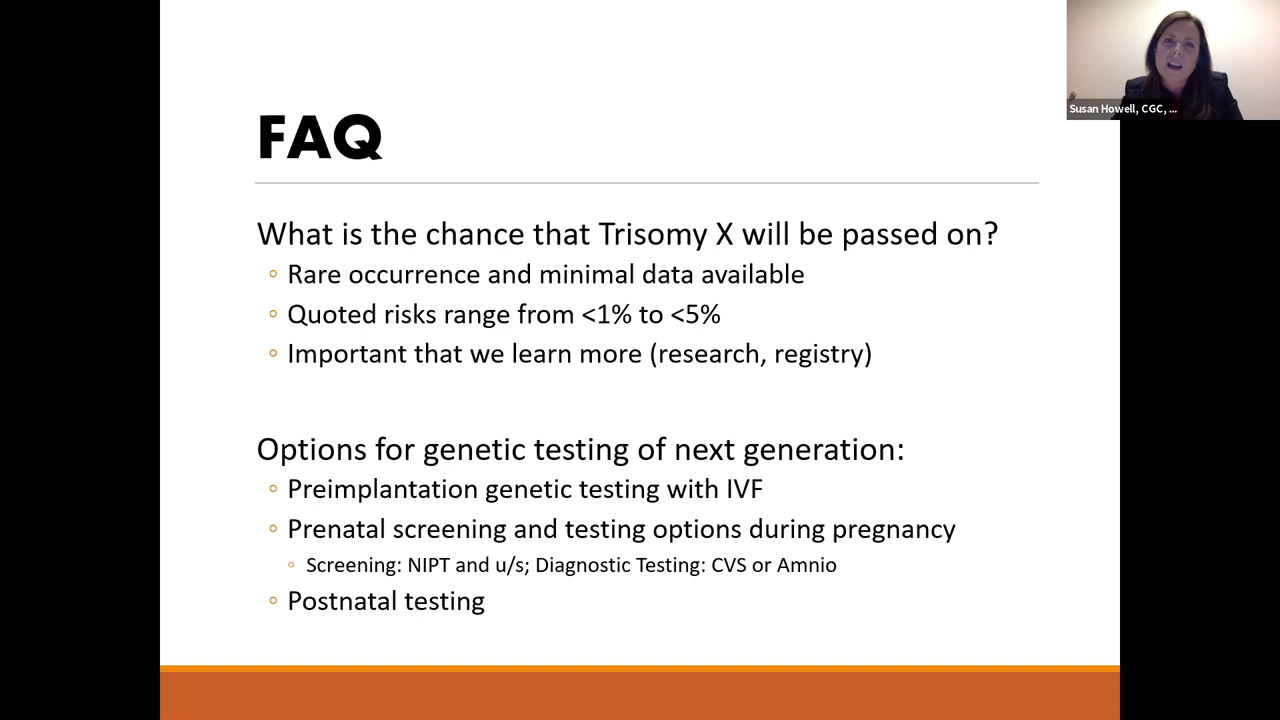 FAQ
What is the chance that Trisomy X will be passed on?
Rare occurrence and minimal data available
Quoted risks range from <1% to <5%
Important that we learn more (research, registry)
Options for genetic testing of next generation:
Preimplantation genetic testing with IVF
Prenatal screening and testing options during pregnancy
Screening: NIPT and u/s; Diagnostic Testing: CVS or Amnio
Postnatal testing
Susan Howell, CGC, ...